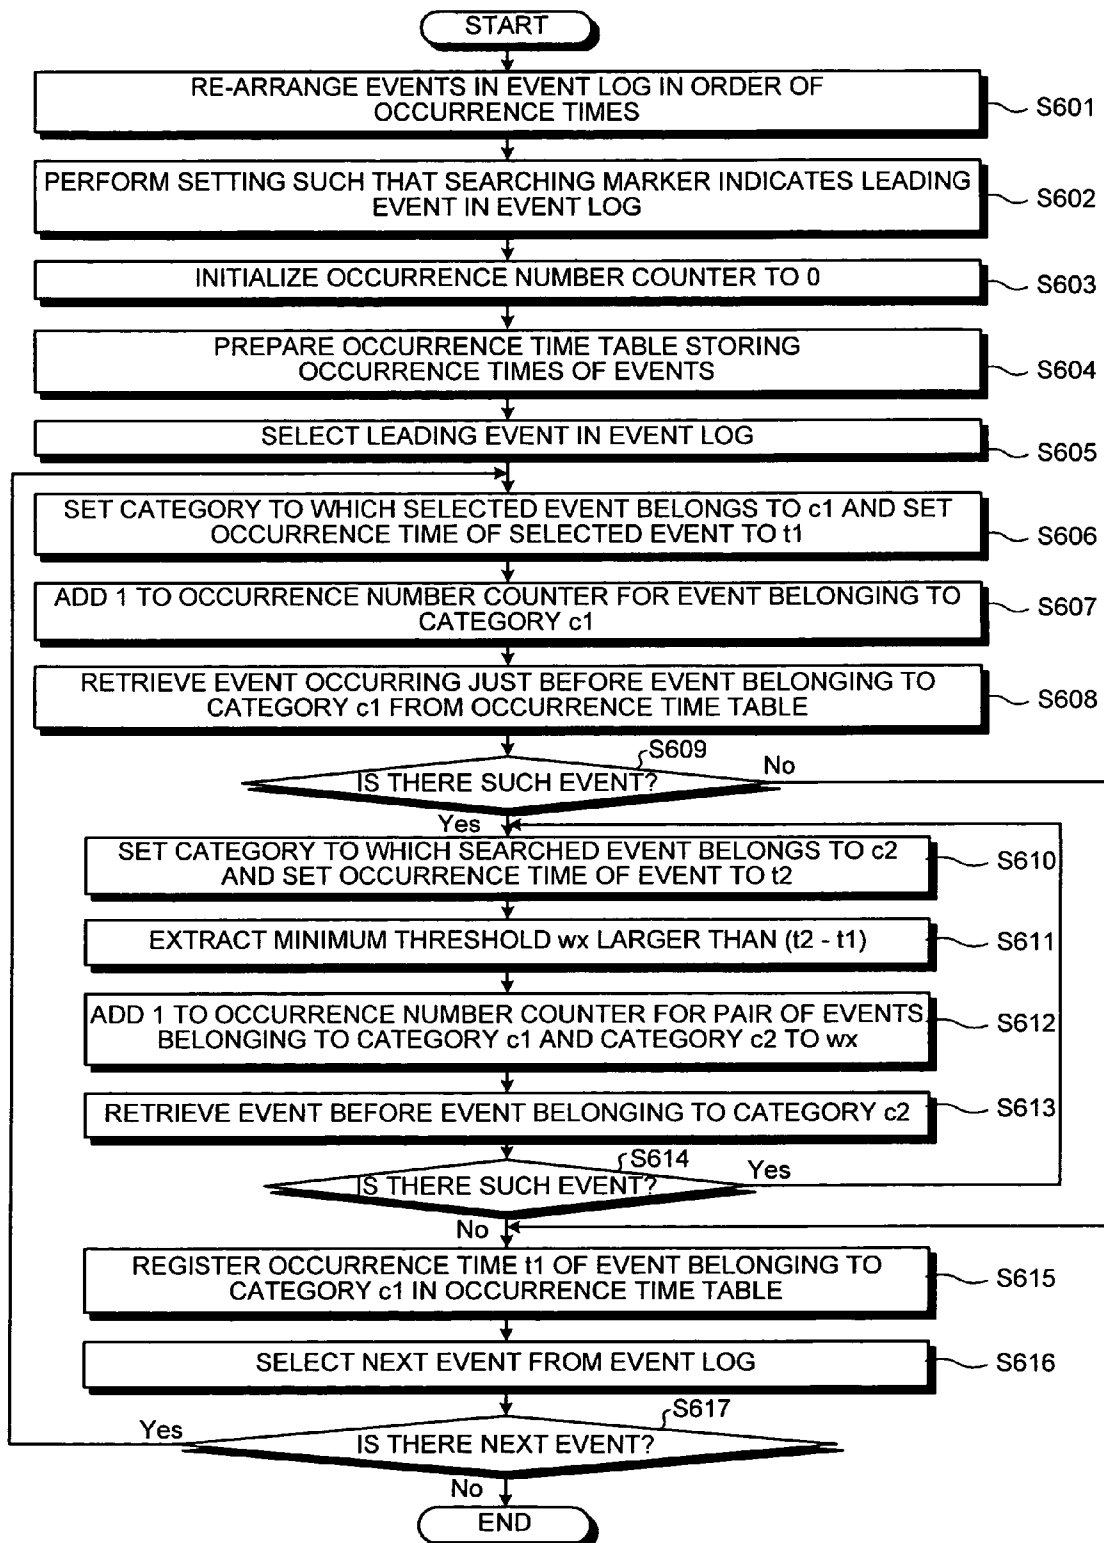 START
RE-ARRANGE EVENTS IN EVENT LOG IN ORDER OF
OCCURRENCE TIMES
S601
PERFORM SETTING SUCH THAT SEARCHING MARKER INDICATES LEADING
EVENT IN EVENT LOG
S602
INITIALIZE OCCURRENCE NUMBER COUNTER TO 0
S603
PREPARE OCCURRENCE TIME TABLE STORING
OCCURRENCE TIMES OF EVENTS
S604
SELECT LEADING EVENT IN EVENT LOG
S605
SET CATEGORY TO WHICH SELECTED EVENT BELONGS TO c1 AND SET
OCCURRENCE TIME OF SELECTED EVENT TO t1
S606
ADD 1 TO OCCURRENCE NUMBER COUNTER FOR EVENT BELONGING TO
CATEGORY c1
S607
RETRIEVE EVENT OCCURRING JUST BEFORE EVENT BELONGING TO
CATEGORY c1 FROM OCCURRENCE TIME TABLE
S608
S609
IS THERE SUCH EVENT?
No
Yes
SET CATEGORY TO WHICH SEARCHED EVENT BELONGS TO c2
AND SET OCCURRENCE TIME OF EVENT TO t2
S610
EXTRACT MINIMUM THRESHOLD wx LARGER THAN (t2 - t1)
S611
ADD 1 TO OCCURRENCE NUMBER COUNTER FOR PAIR OF EVENTS
BELONGING TO CATEGORY c1 AND CATEGORY c2 TO wx
S612
RETRIEVE EVENT BEFORE EVENT BELONGING TO CATEGORY c2
S613
S614
IS THERE SUCH EVENT?
Yes
No
REGISTER OCCURRENCE TIME t1 OF EVENT BELONGING TO
CATEGORY c1 IN OCCURRENCE TIME TABLE
S615
SELECT NEXT EVENT FROM EVENT LOG
S616
S617
Yes
IS THERE NEXT EVENT?
No
END